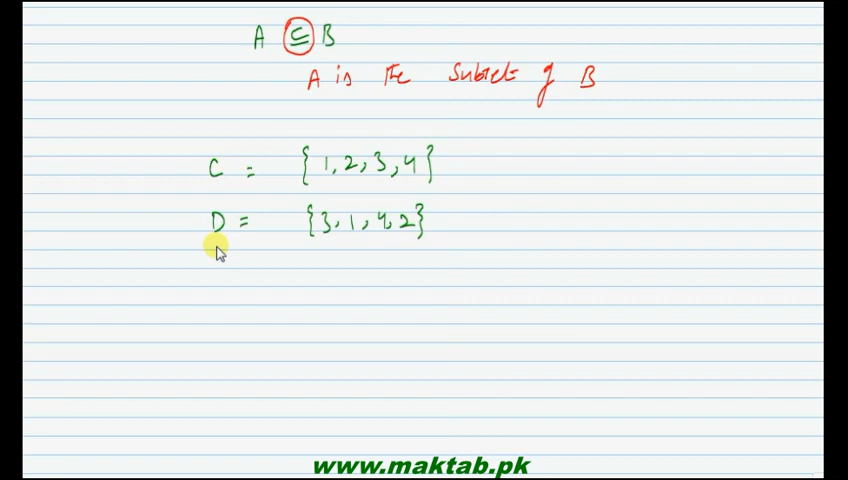 A ⊆ B
A is the subset of B
C = {1,2,3,4}
D = {3,1,4,2}
www.maktab.pk